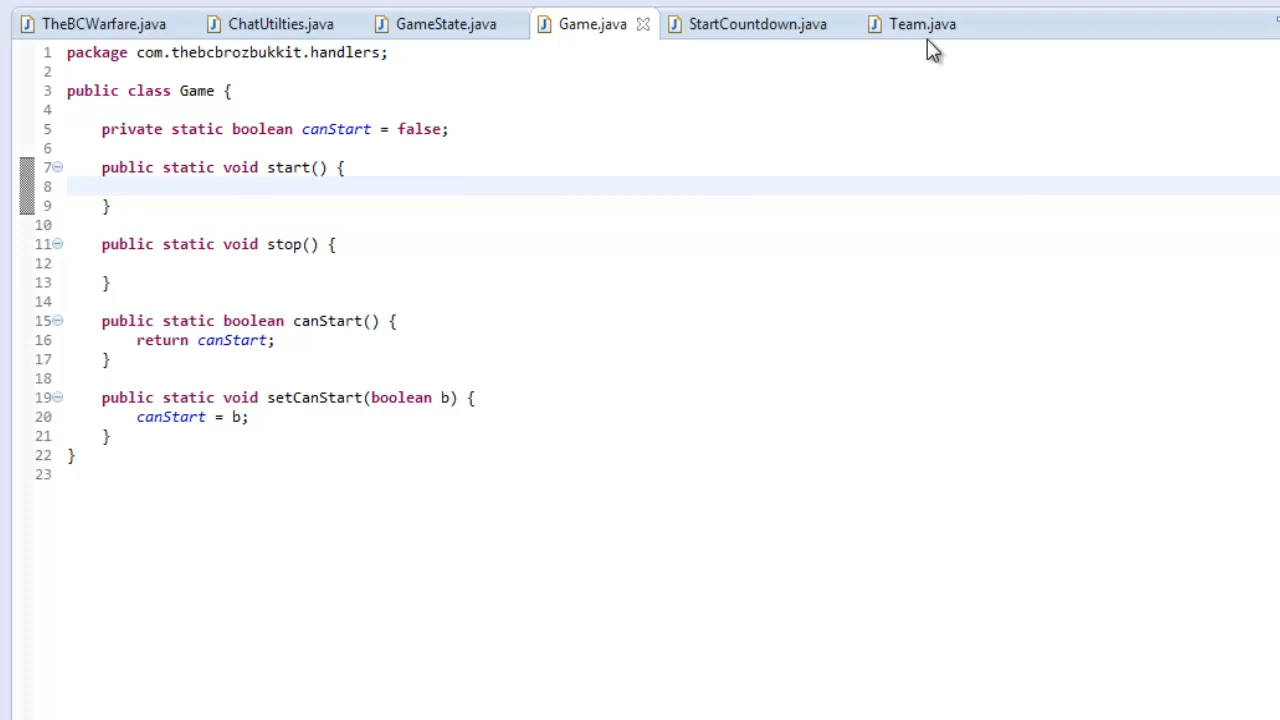 TheBCWarfare.java ChatUtilties.java GameState.java Game.java StartCountdown.java Team.java
1 package com.thebcbrozbukkit.handlers;
2
3 public class Game {
4
5 private static boolean canStart = false;
6
7 public static void start() {
8
9 }
10
11 public static void stop() {
12
13 }
14
15 public static boolean canStart() {
16 return canStart;
17 }
18
19 public static void setCanStart(boolean b) {
20 canStart = b;
21 }
22 }
23